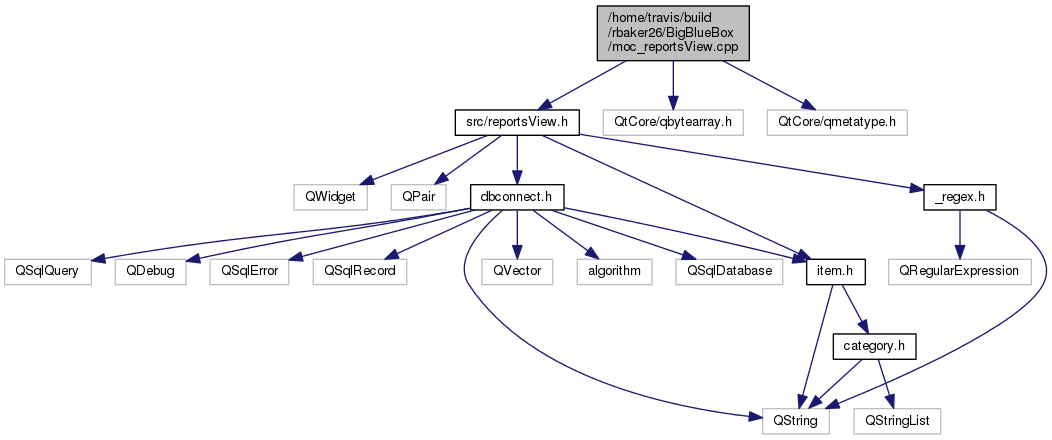 /home/travis/build
/rbaker26/BigBlueBox
/moc_reportsView.cpp
src/reportsView.h
QtCore/qbytearray.h
QtCore/qmetatype.h
QWidget
QPair
dbconnect.h
_regex.h
QSqlQuery
QDebug
QSqlError
QSqlRecord
QVector
algorithm
QSqlDatabase
item.h
QRegularExpression
category.h
QString
QStringList